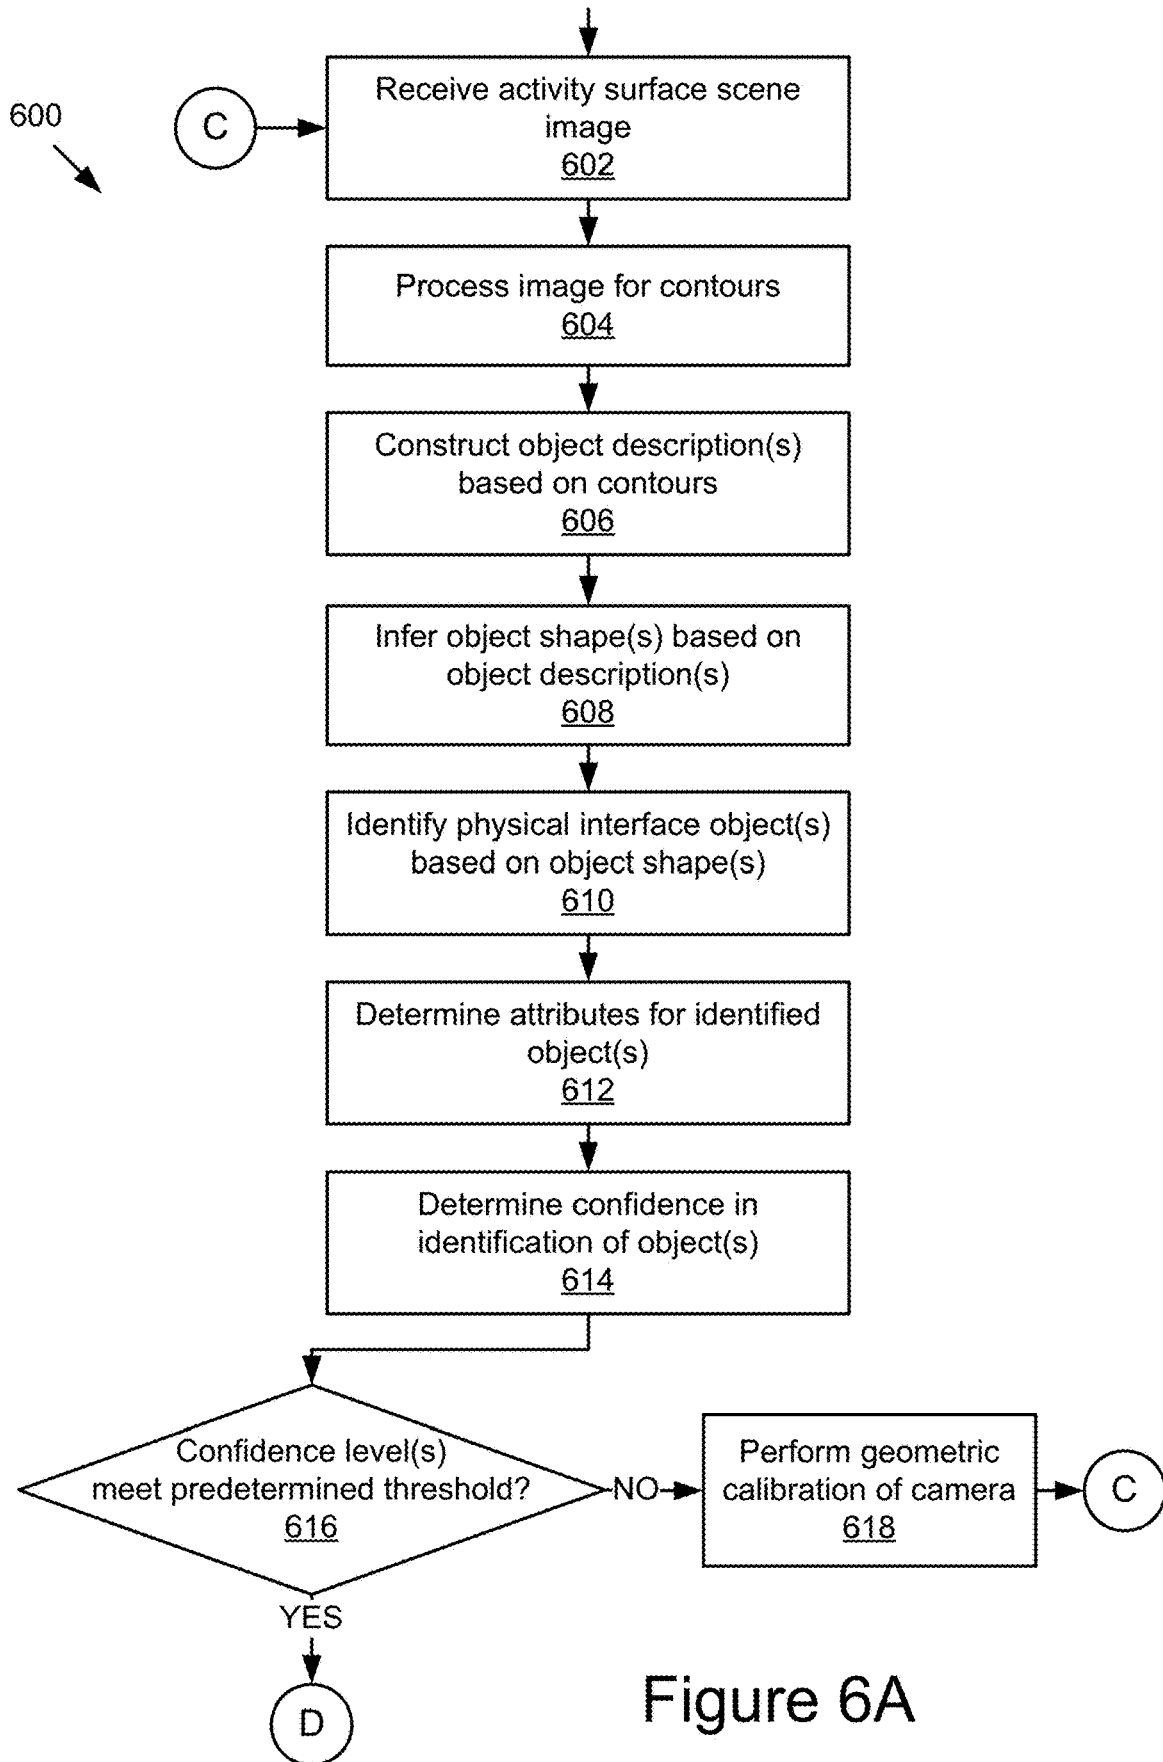 600
C
Receive activity surface scene
image
602
Process image for contours
604
Construct object description(s)
based on contours
606
Infer object shape(s) based on
object description(s)
608
Identify physical interface object(s)
based on object shape(s)
610
Determine attributes for identified
object(s)
612
Determine confidence in
identification of object(s)
614
Confidence level(s)
meet predetermined threshold?
616
NO
Perform geometric
calibration of camera
618
C
YES
D
Figure 6A